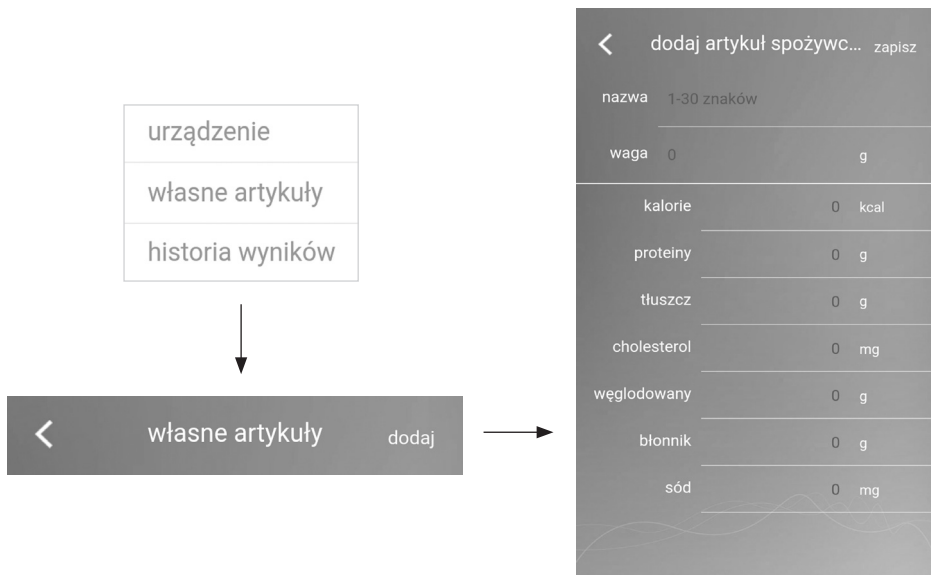 urządzenie
własne artykuły
historia wyników
własne artykuły dodaj
dodaj artykuł spożywc... zapisz
nazwa 1-30 znaków
waga 0 g
kalorie 0 kcal
proteiny 0 g
tłuszcz 0 g
cholesterol 0 mg
węglodowany 0 g
błonnik 0 g
sód 0 mg